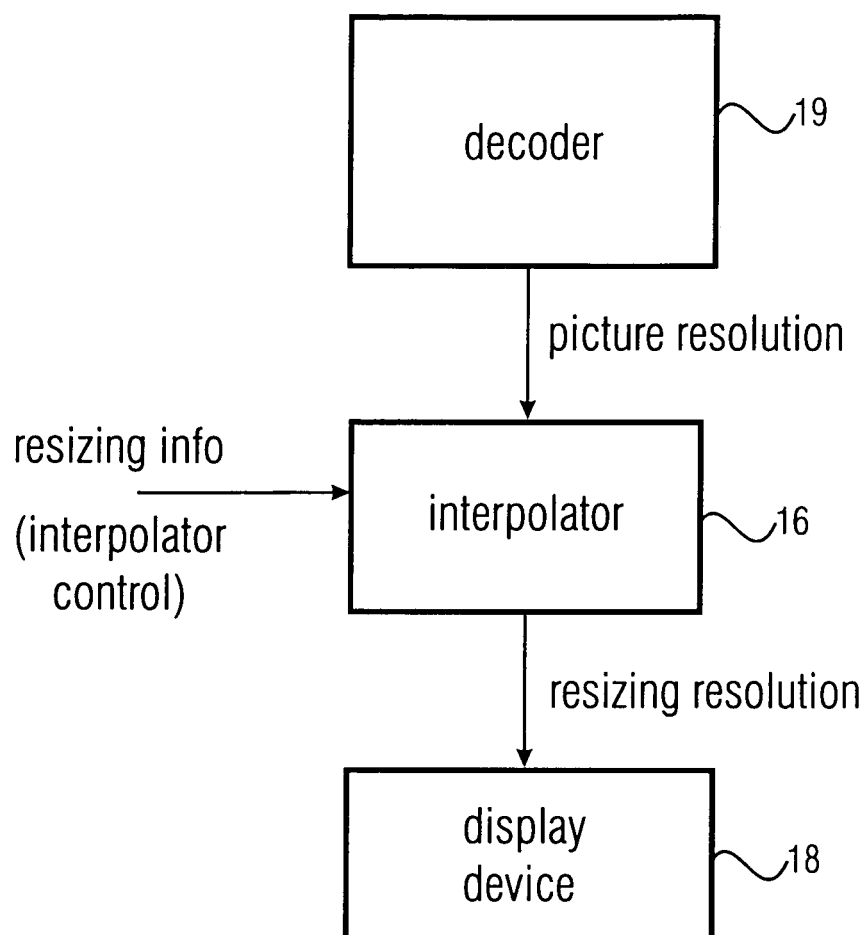 decoder
19
picture resolution
resizing info
(interpolator
control)
interpolator
16
resizing resolution
display
device
18